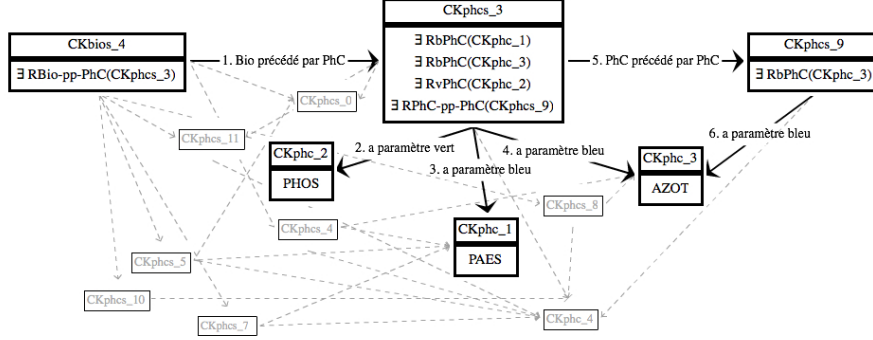 CKbios_4
∃ RBio-pp-PhC(CKphcs_3)
1. Bio précédé par PhC
CKphcs_3
∃ RbPhC(CKphc_1)
∃ RbPhC(CKphc_3)
∃ RvPhC(CKphc_2)
∃ RPhC-pp-PhC(CKphcs_9)
5. PhC précédé par PhC
CKphcs_9
∃ RbPhC(CKphc_3)
CKphcs_0
CKphcs_11
2. a paramètre vert
3. a paramètre bleu
4. a paramètre bleu
6. a paramètre bleu
CKphc_2
PHOS
CKphc_3
AZOT
CKphcs_8
CKphcs_4
CKphc_1
PAES
CKphcs_5
CKphcs_10
CKphcs_7
CKphc_4